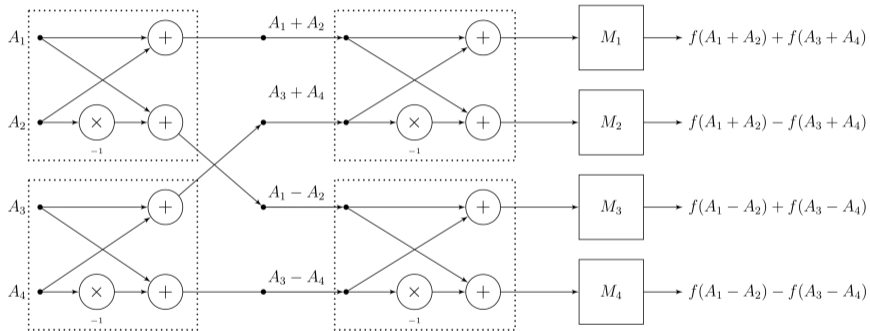 A₁ + A₂
A₁ + + M₁ f(A₁ + A₂) + f(A₃ + A₄)
A₃ + A₄
A₂ × + × + M₂ f(A₁ + A₂) − f(A₃ + A₄)
−1 −1
A₁ − A₂
A₃ + + M₃ f(A₁ − A₂) + f(A₃ − A₄)
A₃ − A₄
A₄ × + × + M₄ f(A₁ − A₂) − f(A₃ − A₄)
−1 −1